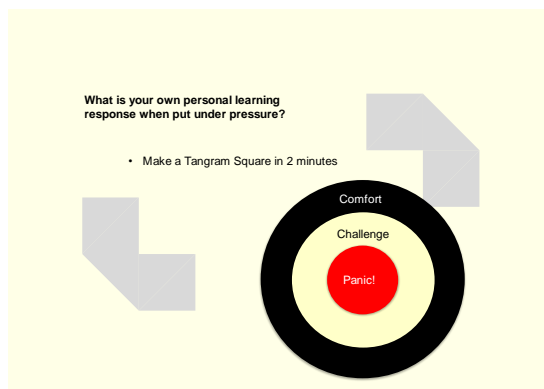 What is your own personal learning
response when put under pressure?
• Make a Tangram Square in 2 minutes
Comfort
Challenge
Panic!